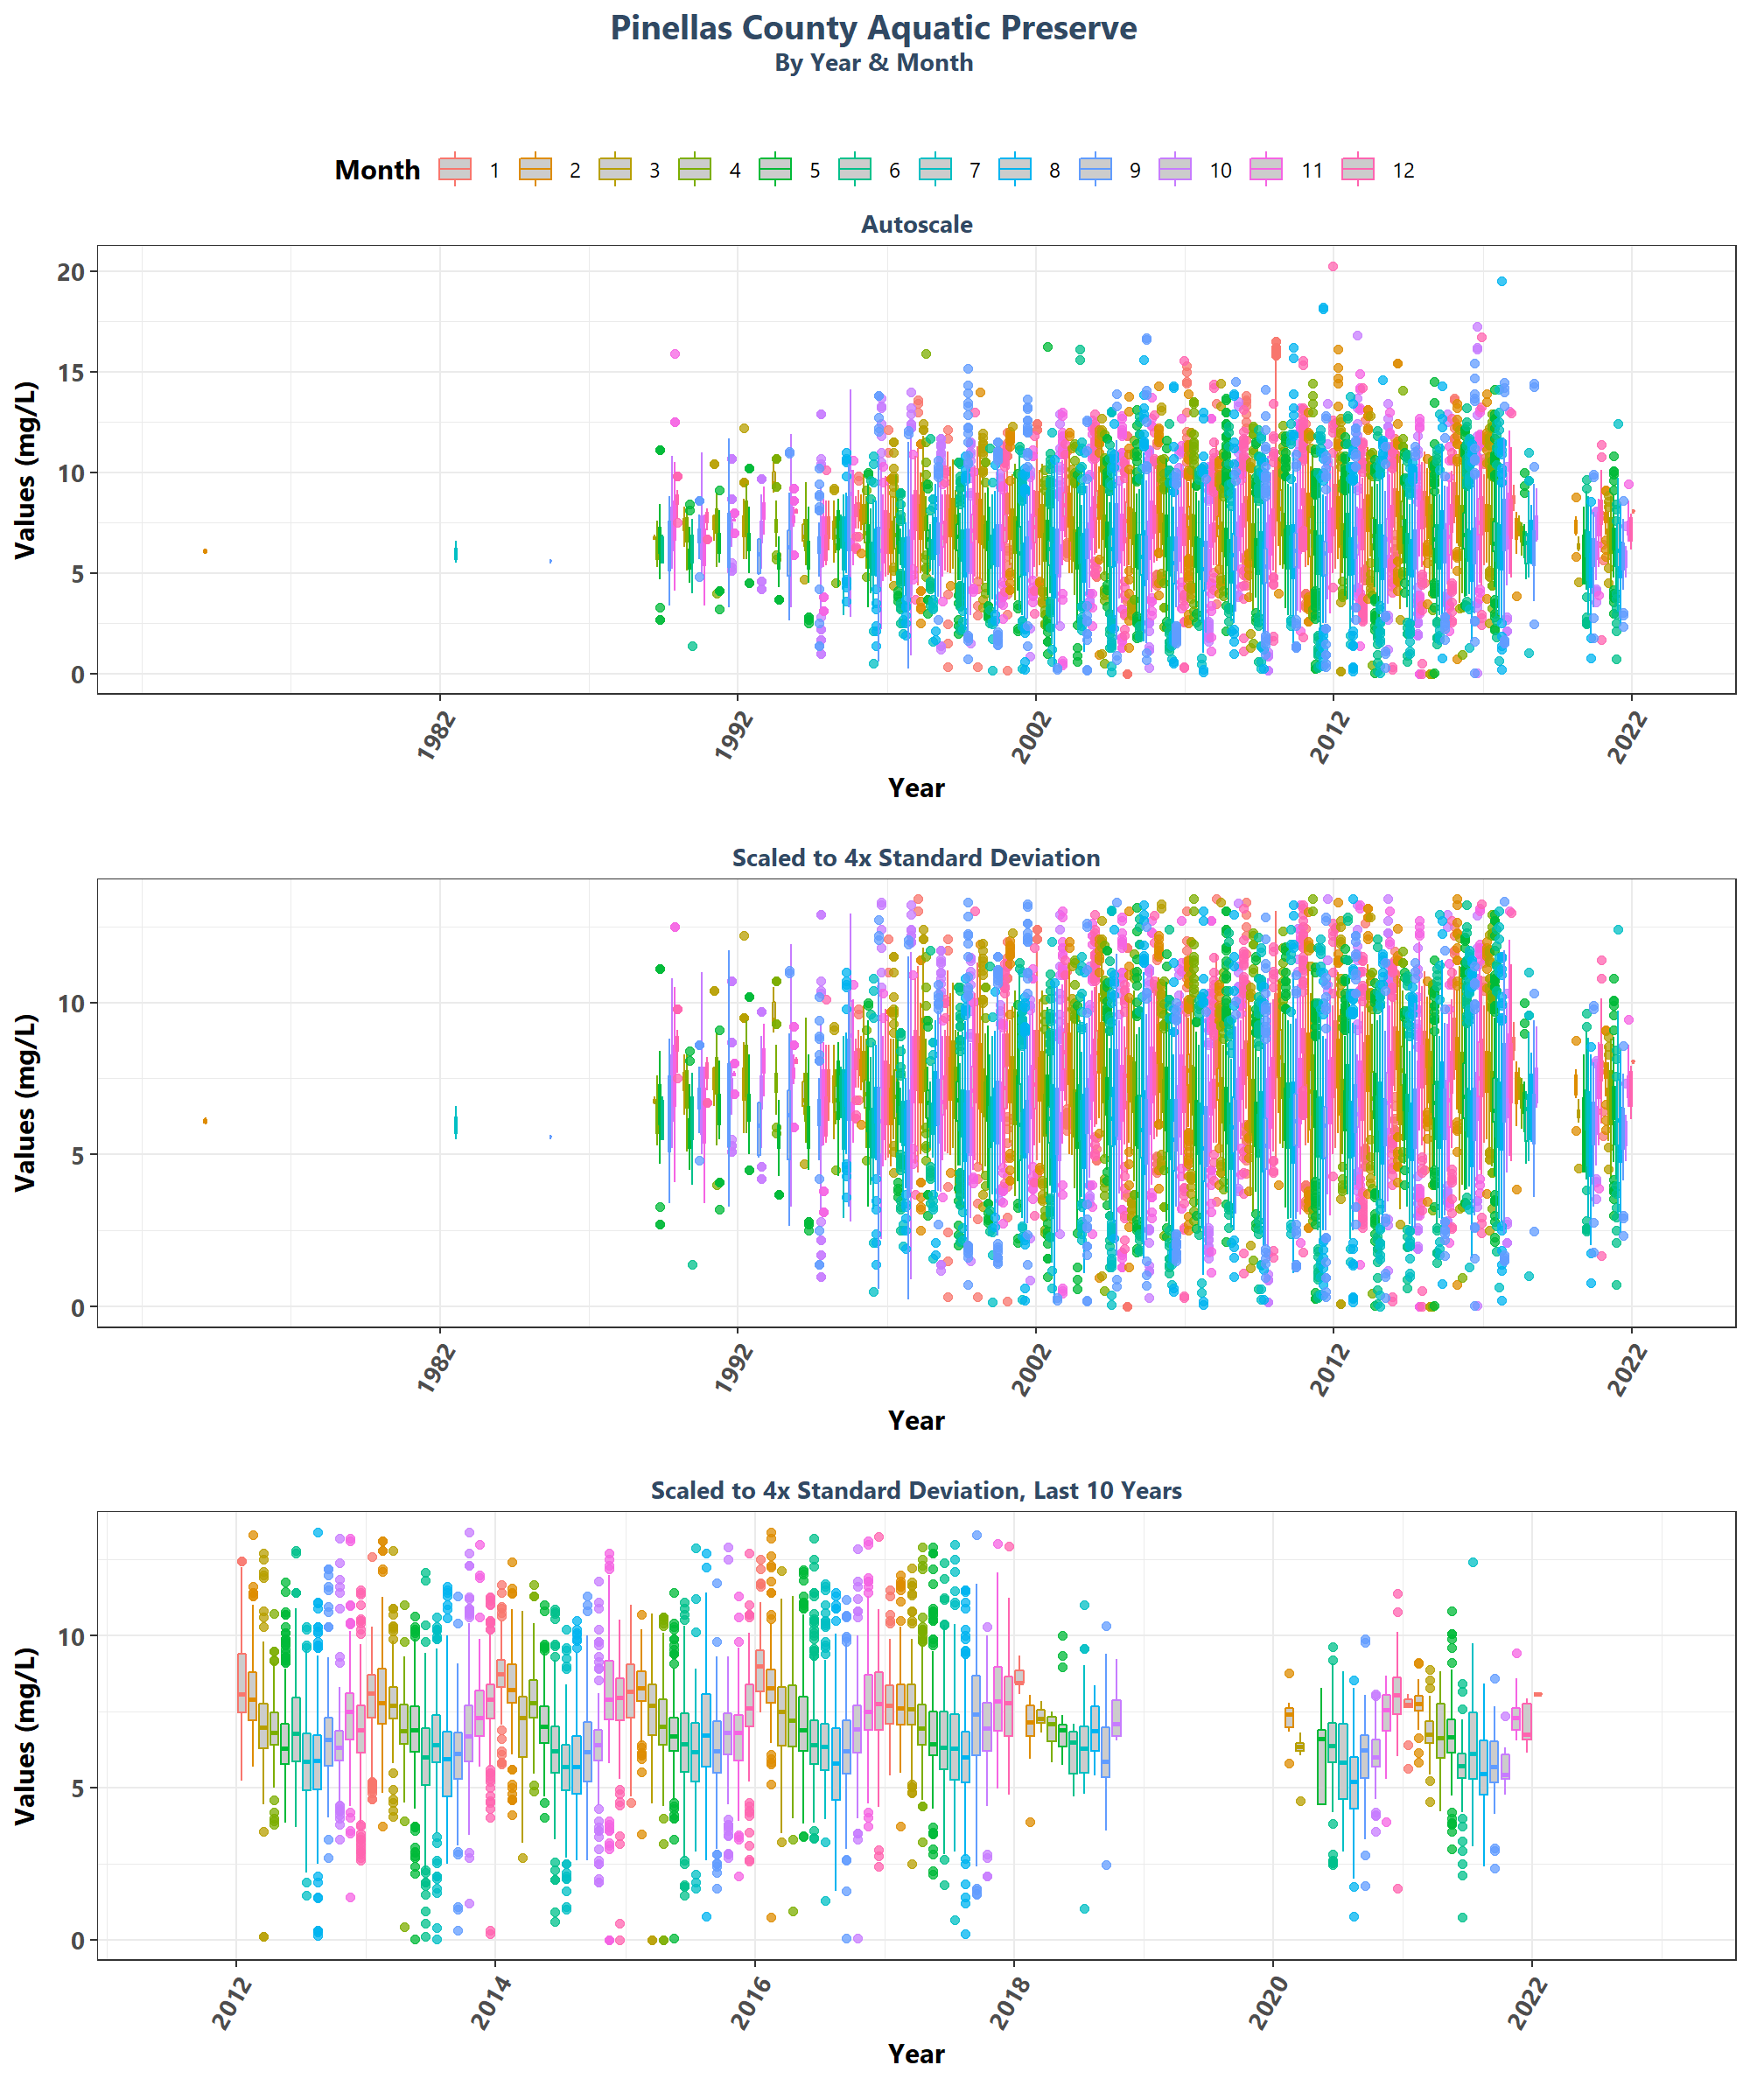 Pinellas County Aquatic Preserve
By Year & Month
Month 1 2 3 4 5 6 7 8 9 10 11 12
Autoscale
Values (mg/L)
20
15
10
5
0
1982 1992 2002 2012 2022
Year
Scaled to 4x Standard Deviation
Values (mg/L)
10
5
0
1982 1992 2002 2012 2022
Year
Scaled to 4x Standard Deviation, Last 10 Years
Values (mg/L)
10
5
0
2012 2014 2016 2018 2020 2022
Year